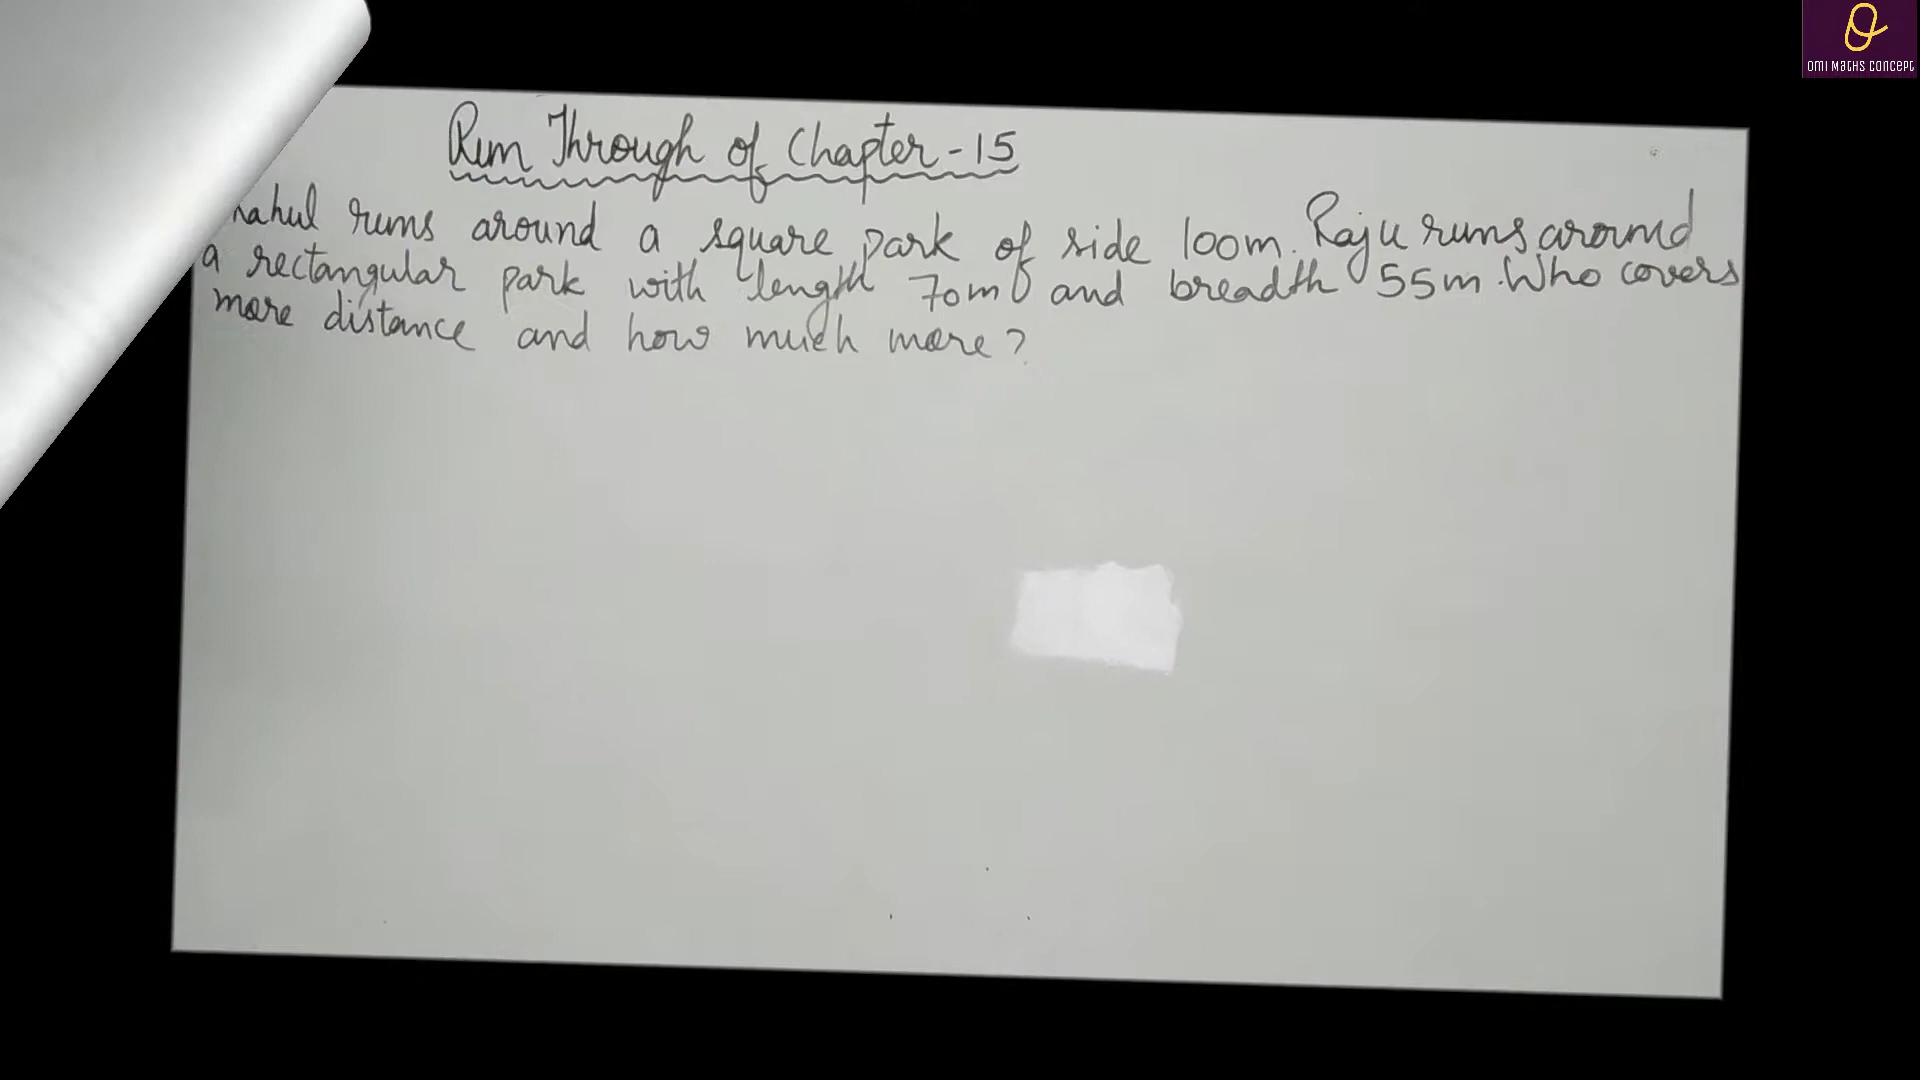 Run Through of Chapter-15
Rahul runs around a square park of side 100m. Raju runs around
a rectangular park with length 70m and breadth 55m. Who covers
more distance and how much more?
OMI MATHS CONCEPT